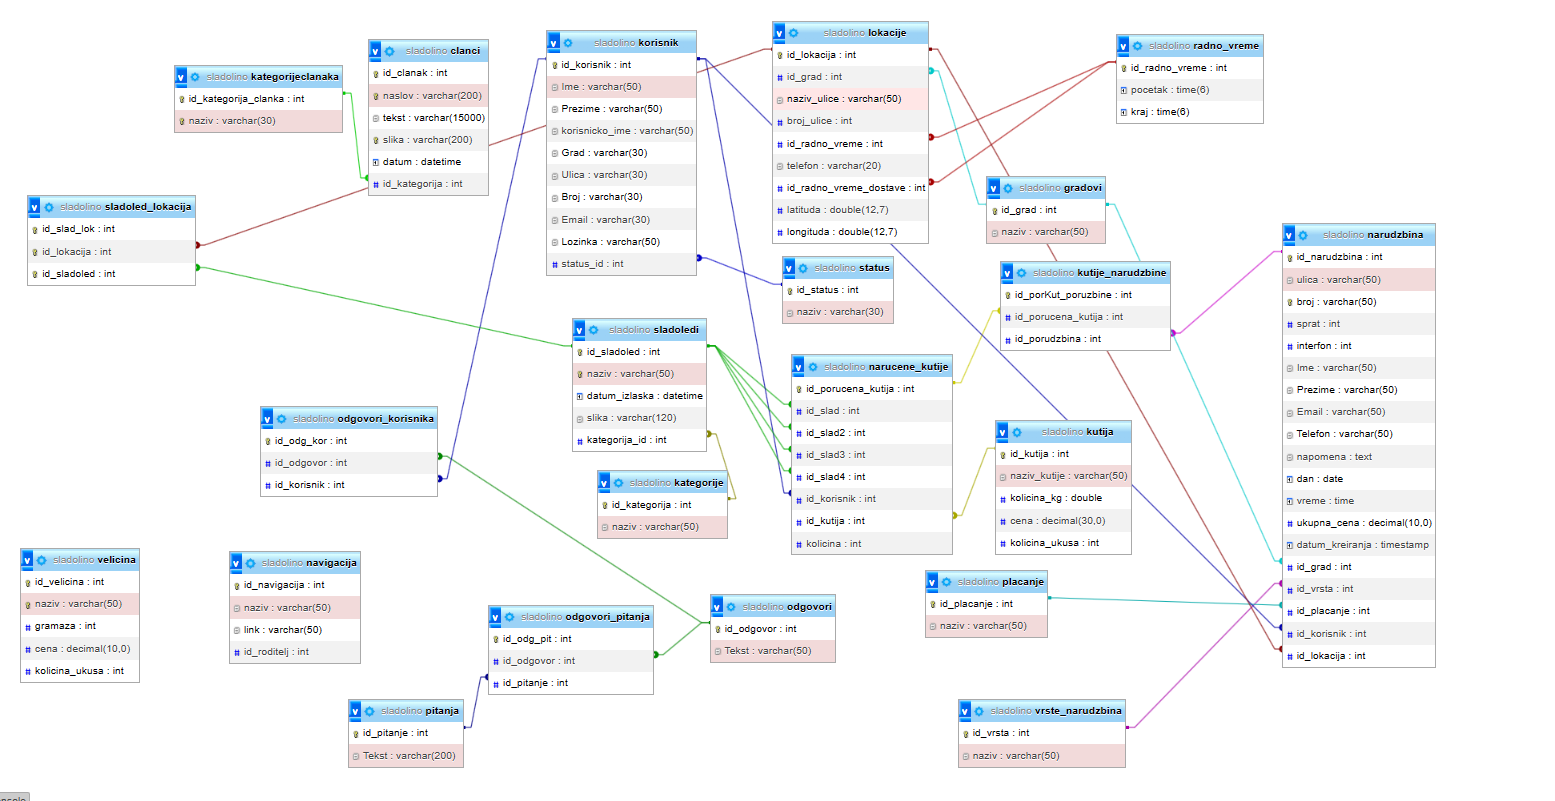 sladolino kategorijeclanaka
id_kategorija_clanka : int
naziv : varchar(30)
sladolino clanci
id_clanak : int
naslov : varchar(200)
tekst : varchar(15000)
slika : varchar(200)
datum : datetime
id_kategorija : int
sladolino korisnik
id_korisnik : int
Ime : varchar(50)
Prezime : varchar(50)
korisnicko_ime : varchar(50)
Grad : varchar(30)
Ulica : varchar(30)
Broj : varchar(30)
Email : varchar(30)
Lozinka : varchar(50)
status_id : int
sladolino lokacije
id_lokacija : int
id_grad : int
naziv_ulice : varchar(50)
broj_ulice : int
id_radno_vreme : int
telefon : varchar(20)
id_radno_vreme_dostave : int
latituda : double(12,7)
longituda : double(12,7)
sladolino radno_vreme
id_radno_vreme : int
pocetak : time(6)
kraj : time(6)
sladolino sladoled_lokacija
id_slad_lok : int
id_lokacija : int
id_sladoled : int
sladolino gradovi
id_grad : int
naziv : varchar(50)
sladolino status
id_status : int
naziv : varchar(30)
sladolino kutije_narudzbine
id_porKut_poruzbine : int
id_porucena_kutija : int
id_porudzbina : int
sladolino narudzbina
id_narudzbina : int
ulica : varchar(50)
broj : varchar(50)
sprat : int
interfon : int
Ime : varchar(50)
Prezime : varchar(50)
Email : varchar(50)
Telefon : varchar(50)
napomena : text
dan : date
vreme : time
ukupna_cena : decimal(10,0)
datum_kreiranja : timestamp
id_grad : int
id_vrsta : int
id_placanje : int
id_korisnik : int
id_lokacija : int
sladolino sladoledi
id_sladoled : int
naziv : varchar(50)
datum_izlaska : datetime
slika : varchar(120)
kategorija_id : int
sladolino narucene_kutije
id_porucena_kutija : int
id_slad : int
id_slad2 : int
id_slad3 : int
id_slad4 : int
id_korisnik : int
id_kutija : int
kolicina : int
sladolino odgovori_korisnika
id_odg_kor : int
id_odgovor : int
id_korisnik : int
sladolino kategorije
id_kategorija : int
naziv : varchar(50)
sladolino kutija
id_kutija : int
naziv_kutije : varchar(50)
kolicina_kg : double
cena : decimal(30,0)
kolicina_ukusa : int
sladolino velicina
id_velicina : int
naziv : varchar(50)
gramaza : int
cena : decimal(10,0)
kolicina_ukusa : int
sladolino navigacija
id_navigacija : int
naziv : varchar(50)
link : varchar(50)
id_roditelj : int
sladolino odgovori_pitanja
id_odg_pit : int
id_odgovor : int
id_pitanje : int
sladolino odgovori
id_odgovor : int
Tekst : varchar(50)
sladolino placanje
id_placanje : int
naziv : varchar(50)
sladolino pitanja
id_pitanje : int
Tekst : varchar(200)
sladolino vrste_narudzbina
id_vrsta : int
naziv : varchar(50)